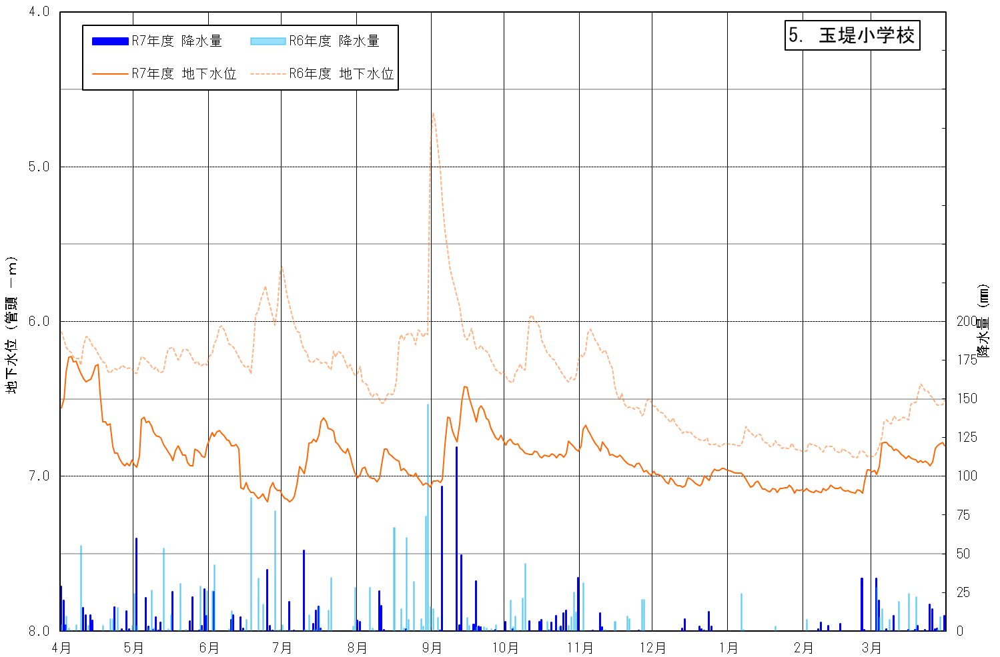 4.0
5. 玉堤小学校
R7年度 降水量
R6年度 降水量
R7年度 地下水位
R6年度 地下水位
5.0
6.0
7.0
8.0
地下水位（管頭 －ｍ）
200
175
150
125
100
75
50
25
0
降水量（㎜）
4月 5月 6月 7月 8月 9月 10月 11月 12月 1月 2月 3月